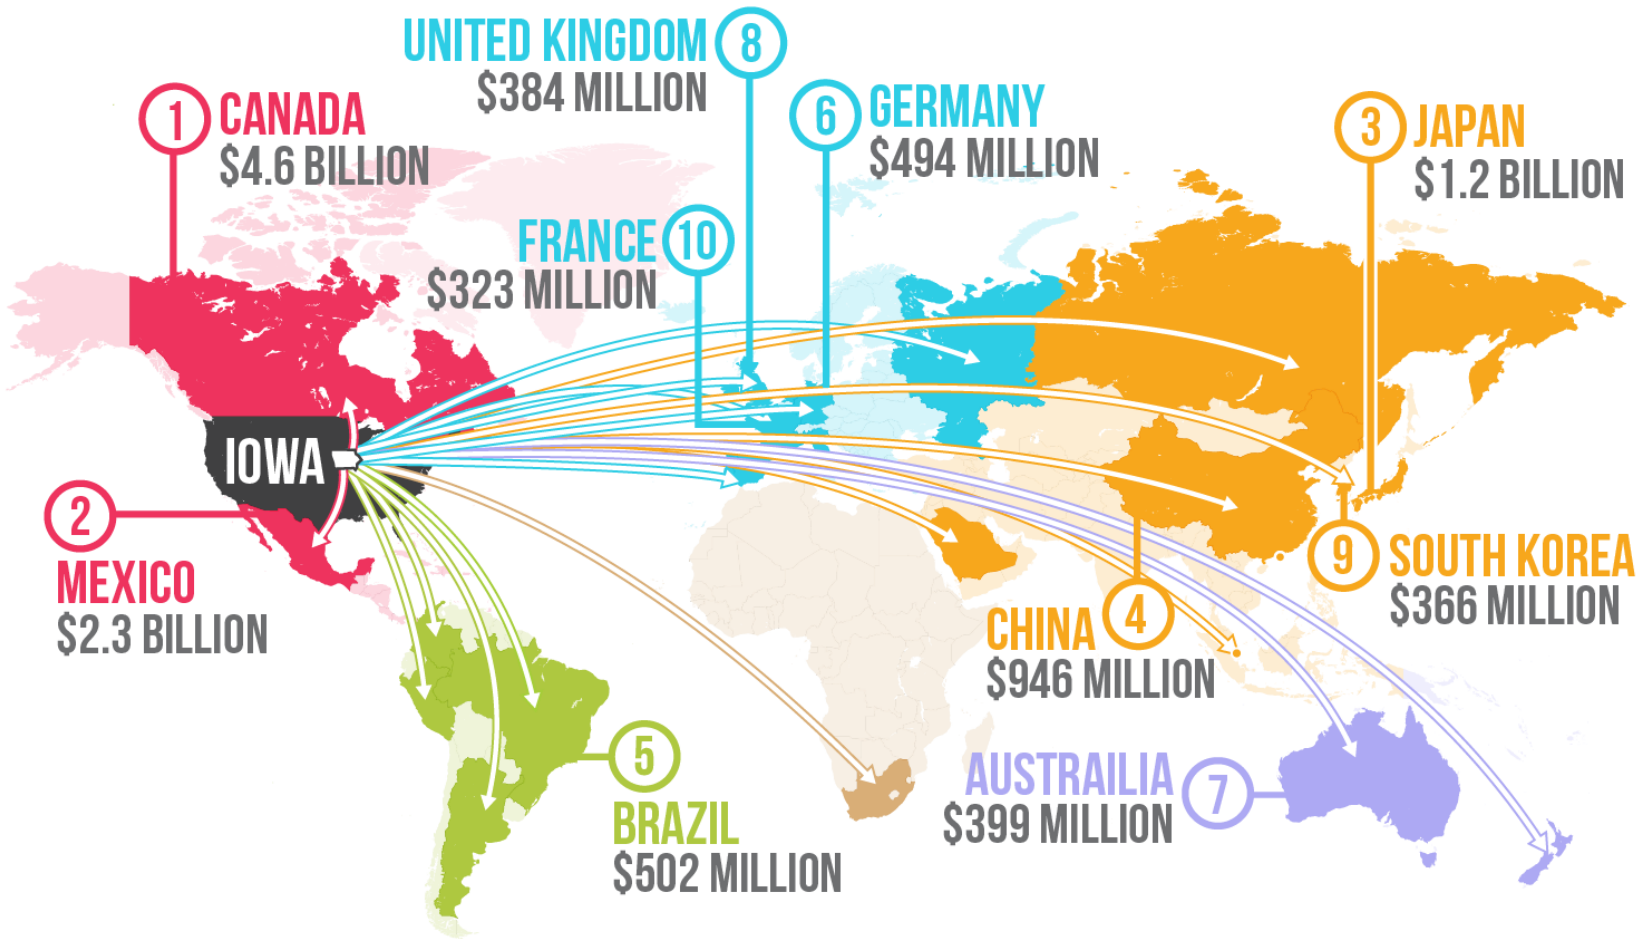 UNITED KINGDOM 8
$384 MILLION
1 CANADA
$4.6 BILLION
6 GERMANY
$494 MILLION
3 JAPAN
$1.2 BILLION
FRANCE 10
$323 MILLION
IOWA
2
MEXICO
$2.3 BILLION
9 SOUTH KOREA
$366 MILLION
CHINA 4
$946 MILLION
5
BRAZIL
$502 MILLION
AUSTRAILIA 7
$399 MILLION